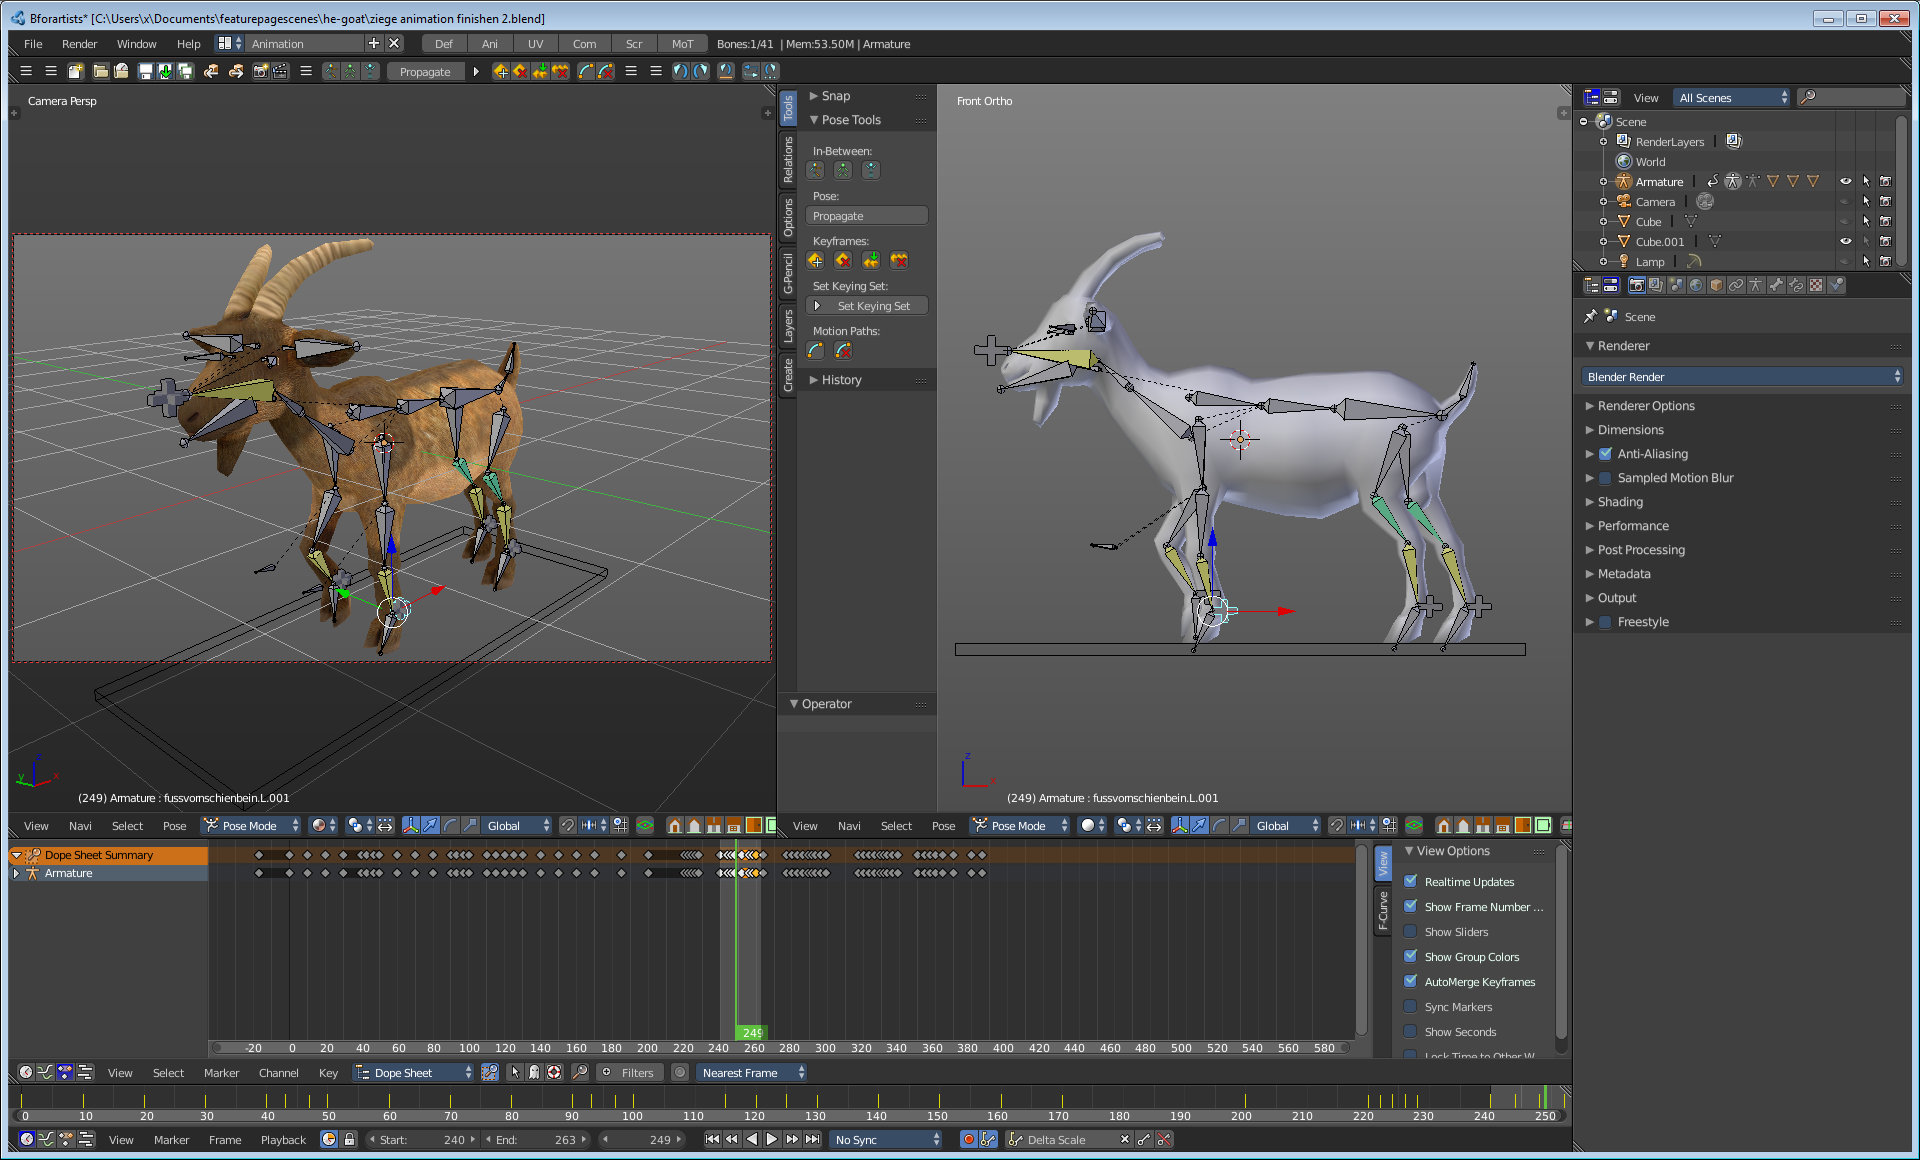 Bforartists* [C:\Users\x\Documents\featurepagescenes\he-goat\ziege animation finishen 2.blend]
File Render Window Help Animation Def Ani UV Com Scr MoT Bones:1/41 | Mem:53.50M | Armature
Propagate
Camera Persp
Tools
Relations
Options
G-Pencil
Layers
Create
Snap
Pose Tools
In-Between:
Pose:
Propagate
Keyframes:
Set Keying Set:
Set Keying Set
Motion Paths:
History
Operator
Front Ortho
View All Scenes
Scene
RenderLayers
World
Armature
Camera
Cube
Cube.001
Lamp
Scene
Renderer
Blender Render
Renderer Options
Dimensions
Anti-Aliasing
Sampled Motion Blur
Shading
Performance
Post Processing
Metadata
Output
Freestyle
z
y x
(249) Armature : fussvornschienbein.L.001
z
x
(249) Armature : fussvornschienbein.L.001
View Navi Select Pose Pose Mode Global
View Navi Select Pose Pose Mode Global
Dope Sheet Summary
Armature
249
-20 0 20 40 60 80 100 120 140 160 180 200 220 240 260 280 300 320 340 360 380 400 420 440 460 480 500 520 540 560 580
View
F-Curve
View Options
Realtime Updates
Show Frame Number ...
Show Sliders
Show Group Colors
AutoMerge Keyframes
Sync Markers
Show Seconds
Lock Time to Other W
View Select Marker Channel Key Dope Sheet Filters Nearest Frame
0 10 20 30 40 50 60 70 80 90 100 110 120 130 140 150 160 170 180 190 200 210 220 230 240 250
View Marker Frame Playback Start: 240 End: 263 249 No Sync Delta Scale